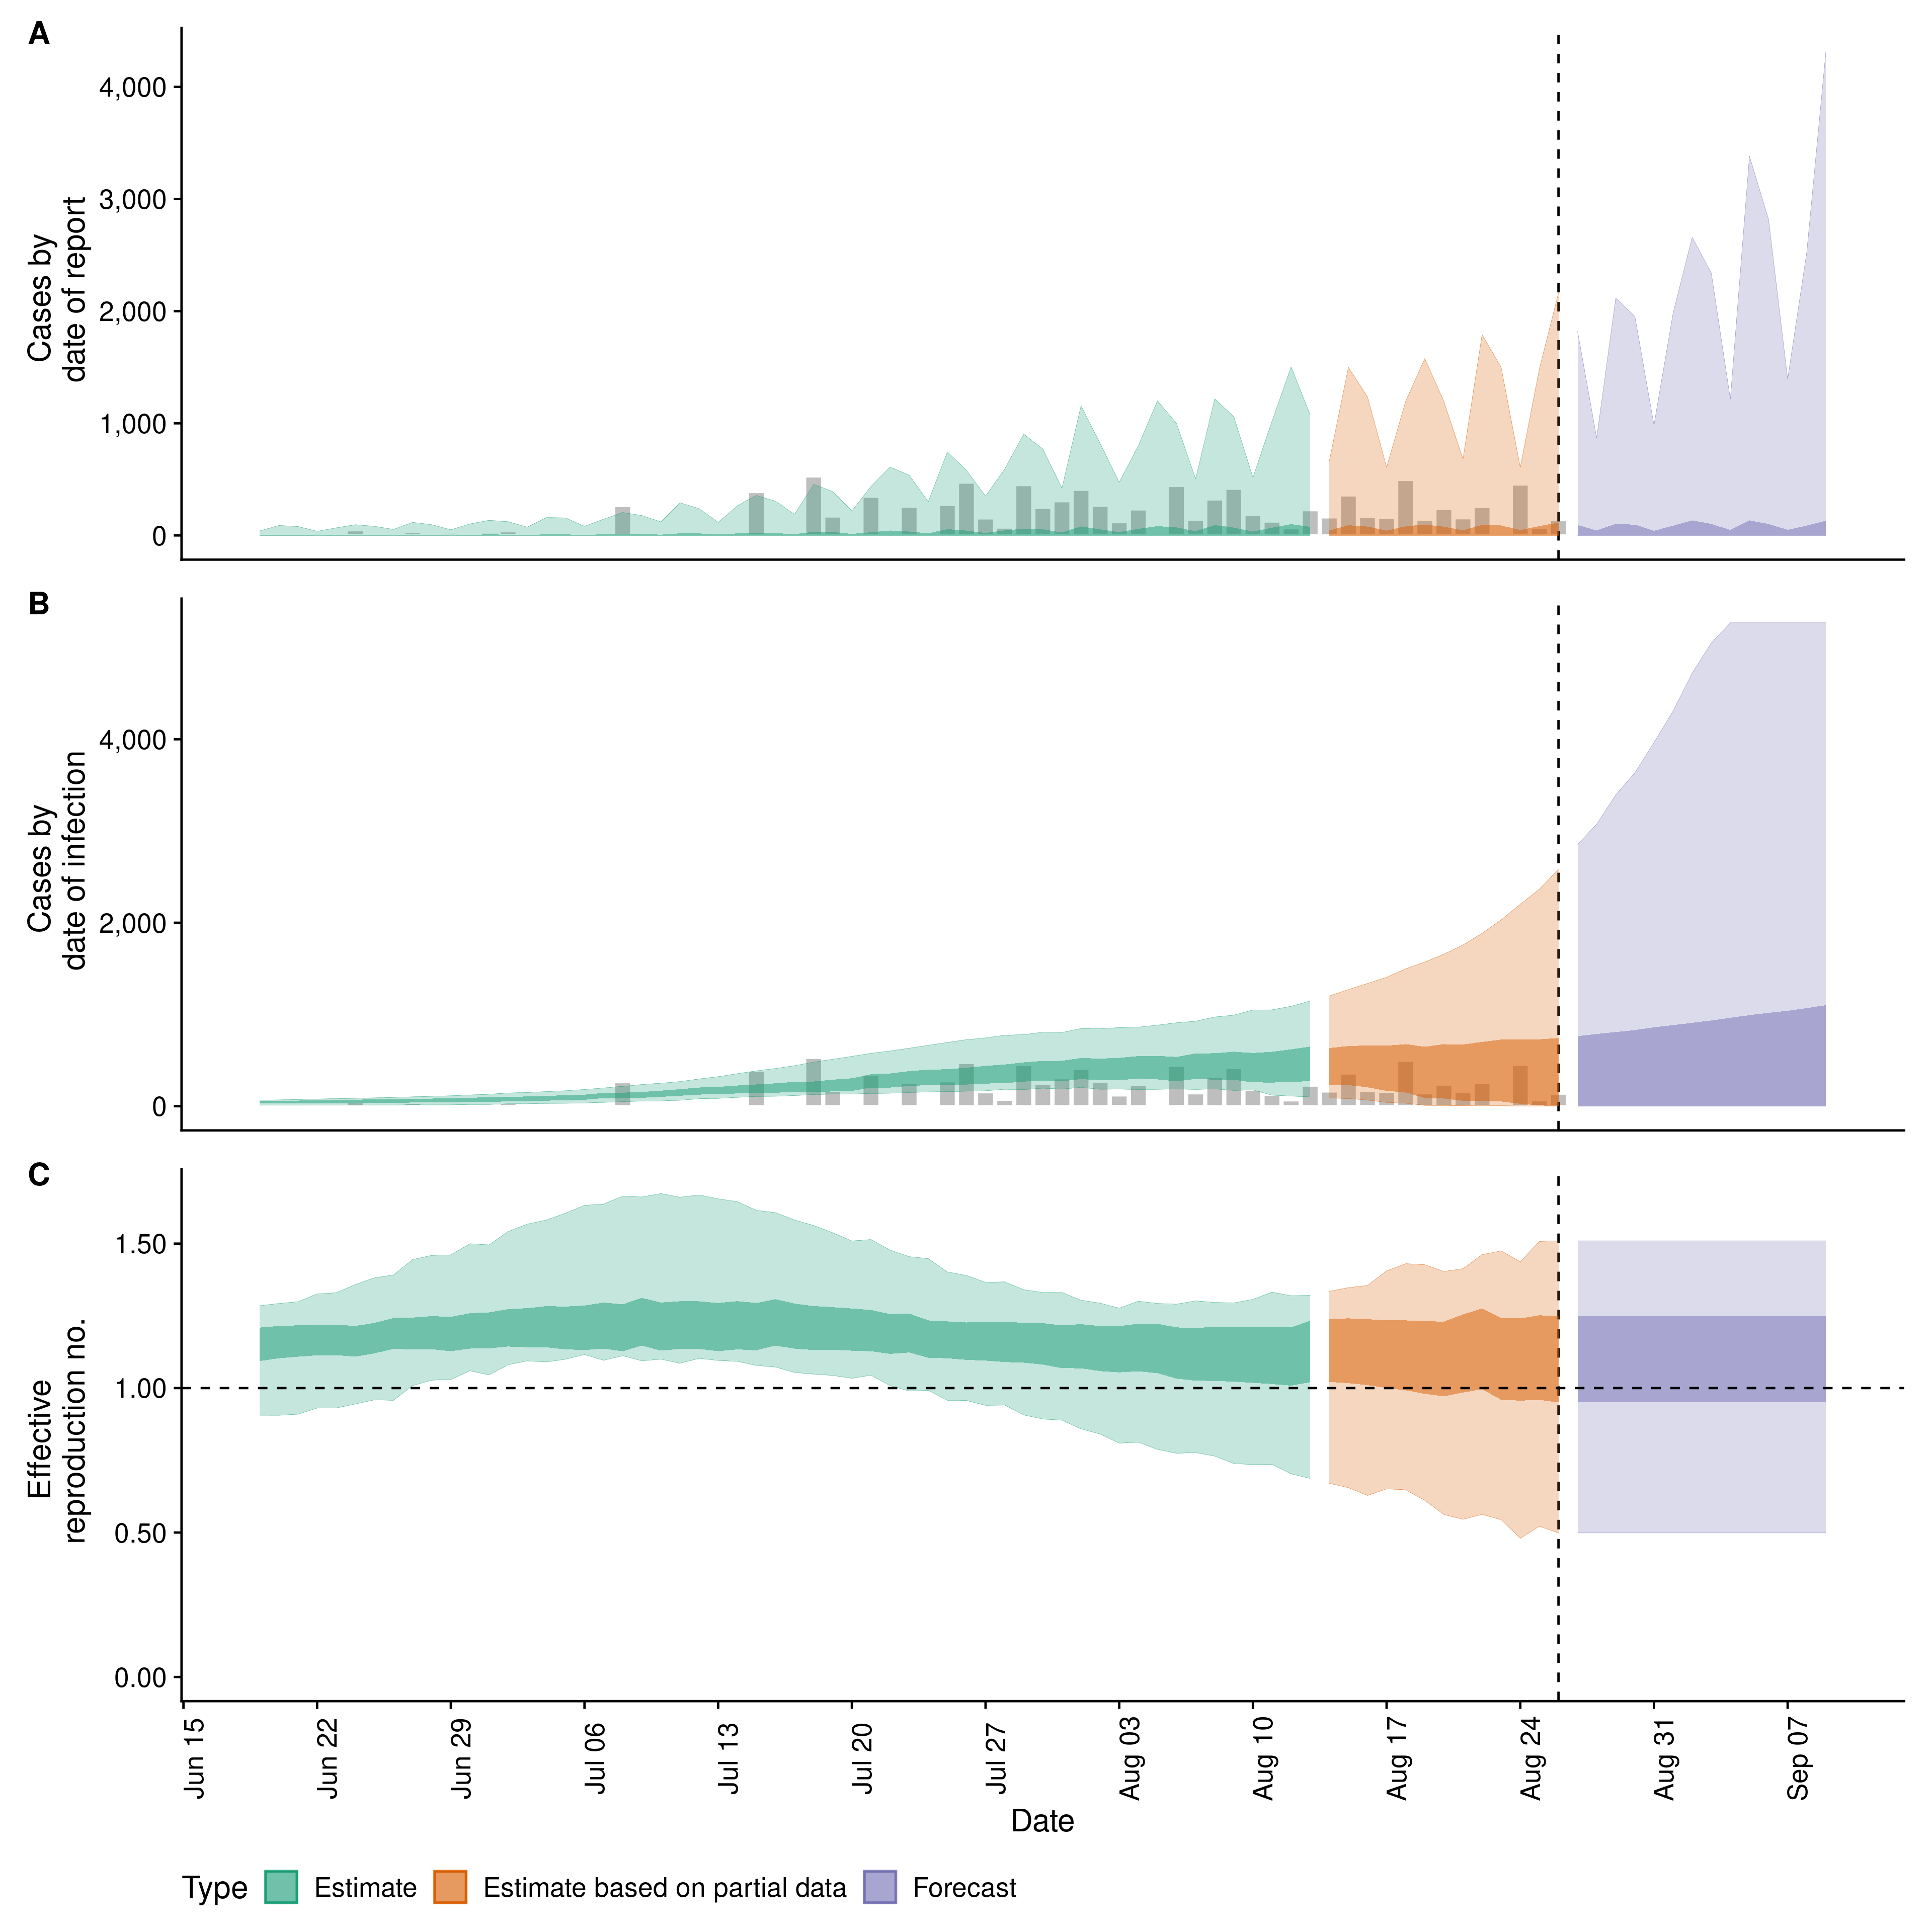 A
4,000
3,000
2,000
1,000
0
Cases by
date of report
B
4,000
2,000
0
Cases by
date of infection
C
1.50
1.00
0.50
0.00
Effective
reproduction no.
Jun 15
Jun 22
Jun 29
Jul 06
Jul 13
Jul 20
Jul 27
Aug 03
Aug 10
Aug 17
Aug 24
Aug 31
Sep 07
Date
Type
Estimate
Estimate based on partial data
Forecast